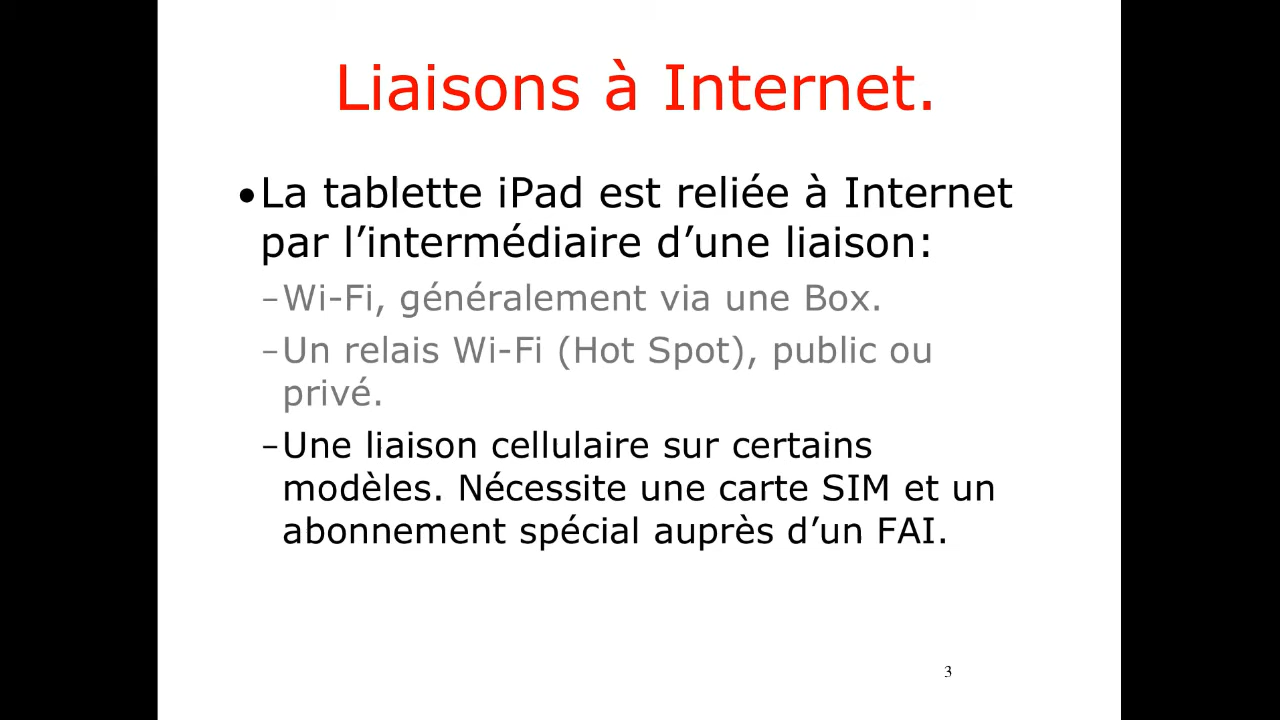 Liaisons à Internet.
•La tablette iPad est reliée à Internet
par l’intermédiaire d’une liaison:
–Wi-Fi, généralement via une Box.
–Un relais Wi-Fi (Hot Spot), public ou
privé.
–Une liaison cellulaire sur certains
modèles. Nécessite une carte SIM et un
abonnement spécial auprès d’un FAI.
3